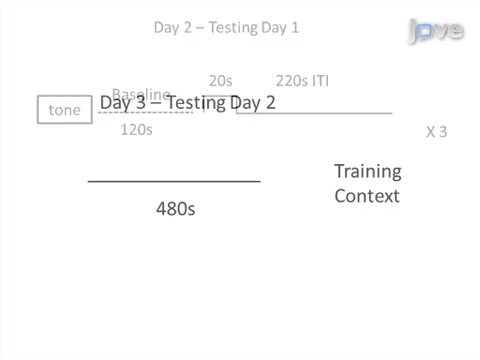 Day 2 – Testing Day 1
jove
20s
220s ITI
Baseline
Day 3 – Testing Day 2
tone
120s
X 3
Training
Context
480s